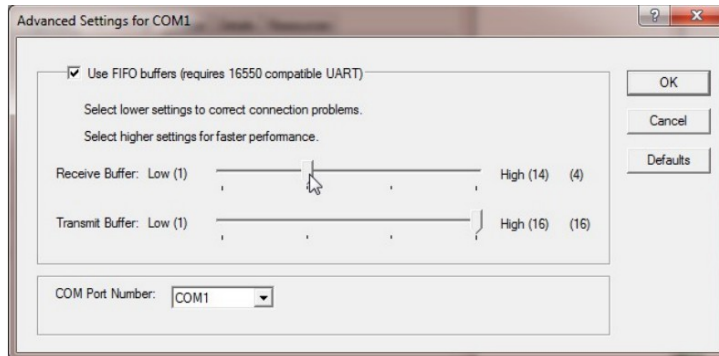 Advanced Settings for COM1
Use FIFO buffers (requires 16550 compatible UART)
OK
Select lower settings to correct connection problems.
Cancel
Select higher settings for faster performance.
Defaults
Receive Buffer: Low (1) High (14) (4)
Transmit Buffer: Low (1) High (16) (16)
COM Port Number: COM1